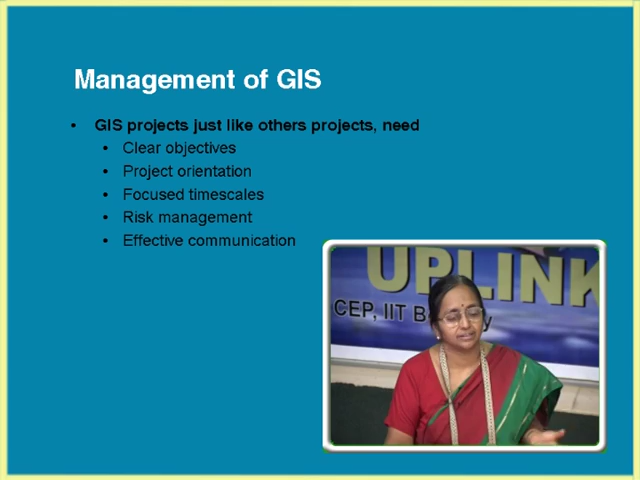 Management of GIS
• GIS projects just like others projects, need
• Clear objectives
• Project orientation
• Focused timescales
• Risk management
• Effective communication
UPLINK
CEP, IIT B
y